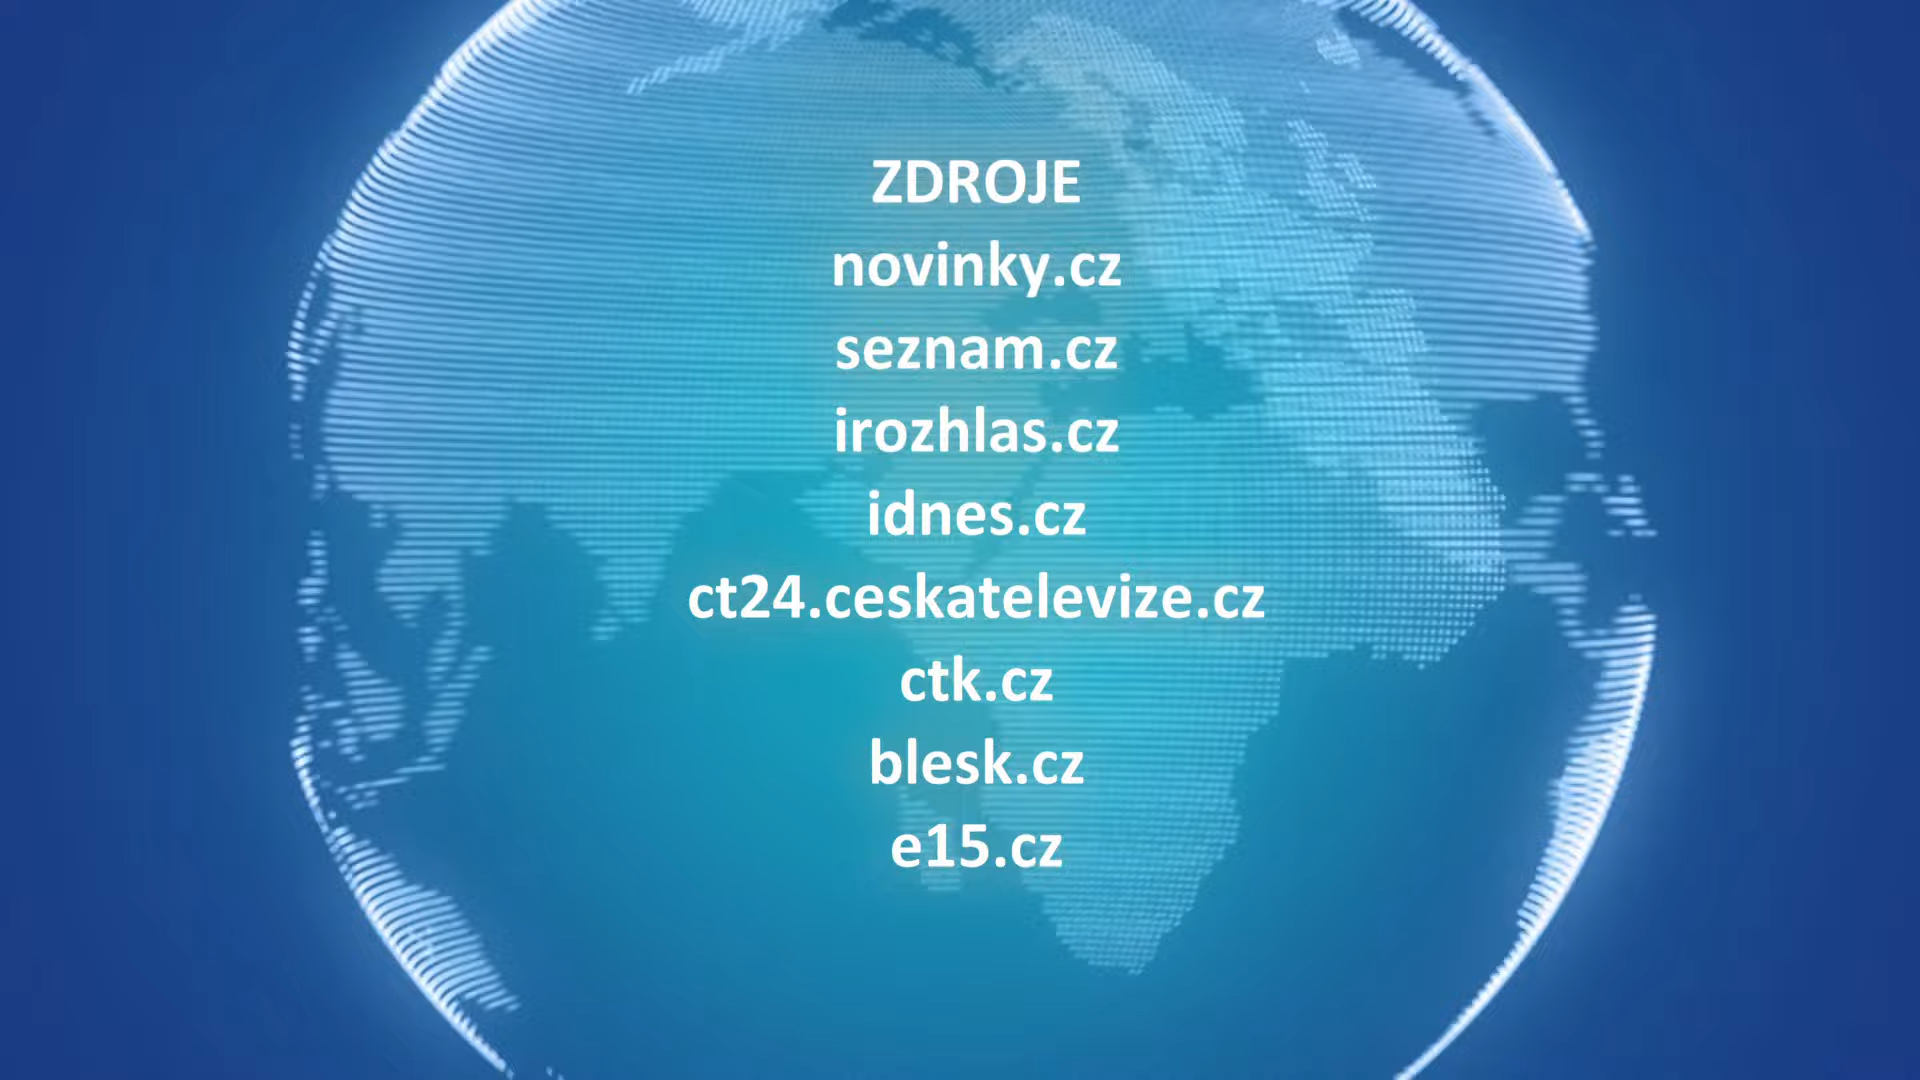 ZDROJE
novinky.cz
seznam.cz
irozhlas.cz
idnes.cz
ct24.ceskatelevize.cz
ctk.cz
blesk.cz
e15.cz